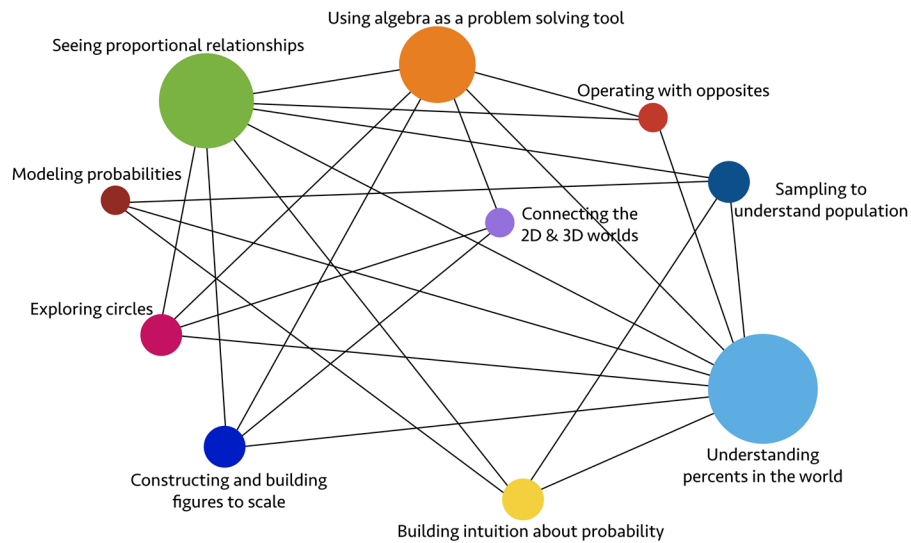 Using algebra as a problem solving tool
Seeing proportional relationships
Operating with opposites
Modeling probabilities
Sampling to
understand population
Connecting the
2D & 3D worlds
Exploring circles
Understanding
percents in the world
Constructing and building
figures to scale
Building intuition about probability